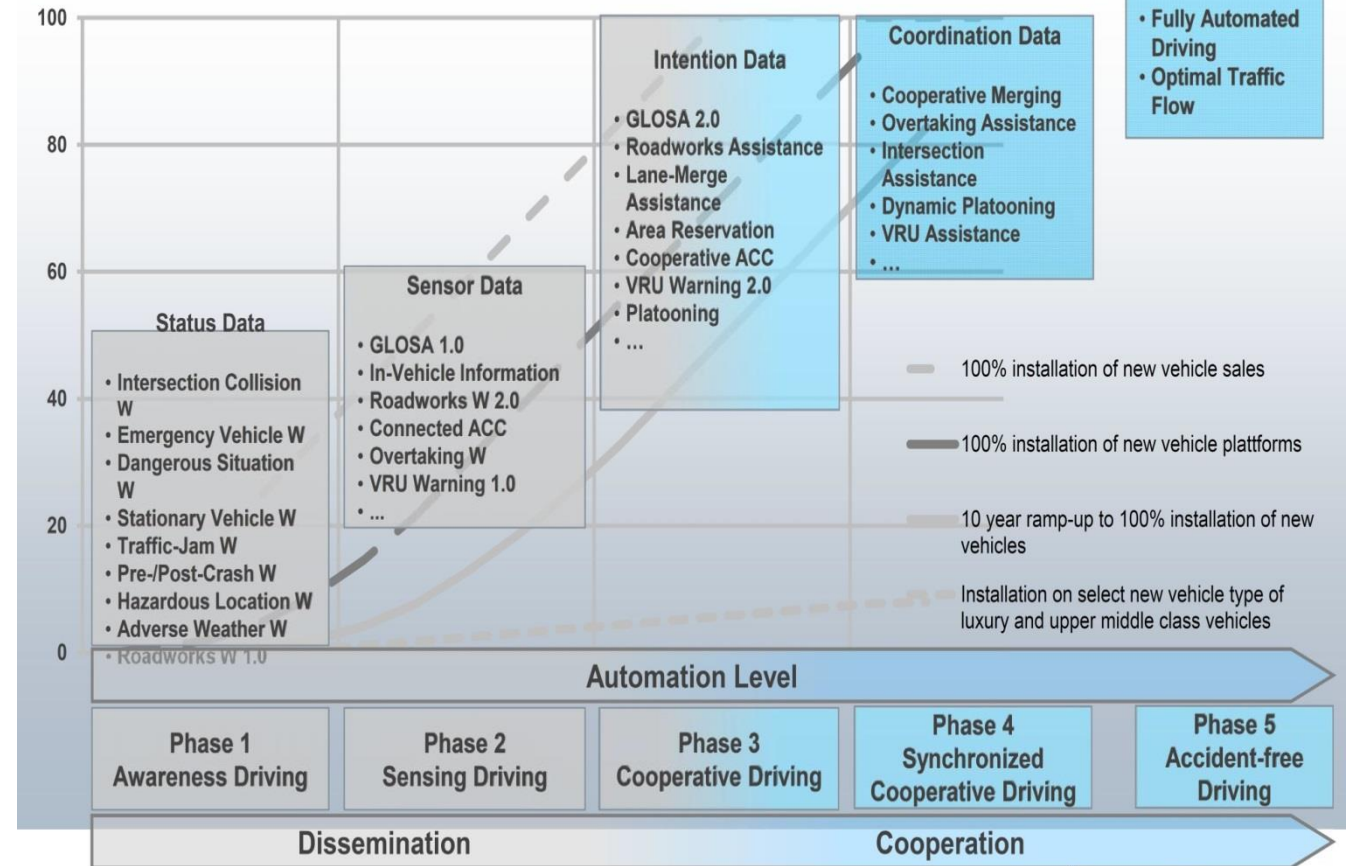 100
80
60
40
20
0
Status Data
• Intersection Collision
W
• Emergency Vehicle W
• Dangerous Situation
W
• Stationary Vehicle W
• Traffic-Jam W
• Pre-/Post-Crash W
• Hazardous Location W
• Adverse Weather W
• Roadworks W 1.0
Sensor Data
• GLOSA 1.0
• In-Vehicle Information
• Roadworks W 2.0
• Connected ACC
• Overtaking W
• VRU Warning 1.0
• ...
Intention Data
• GLOSA 2.0
• Roadworks Assistance
• Lane-Merge
Assistance
• Area Reservation
• Cooperative ACC
• VRU Warning 2.0
• Platooning
• ...
Coordination Data
• Cooperative Merging
• Overtaking Assistance
• Intersection
Assistance
• Dynamic Platooning
• VRU Assistance
• ...
• Fully Automated
Driving
• Optimal Traffic
Flow
100% installation of new vehicle sales
100% installation of new vehicle plattforms
10 year ramp-up to 100% installation of new
vehicles
Installation on select new vehicle type of
luxury and upper middle class vehicles
Automation Level
Phase 1
Awareness Driving
Phase 2
Sensing Driving
Phase 3
Cooperative Driving
Phase 4
Synchronized
Cooperative Driving
Phase 5
Accident-free
Driving
Dissemination
Cooperation